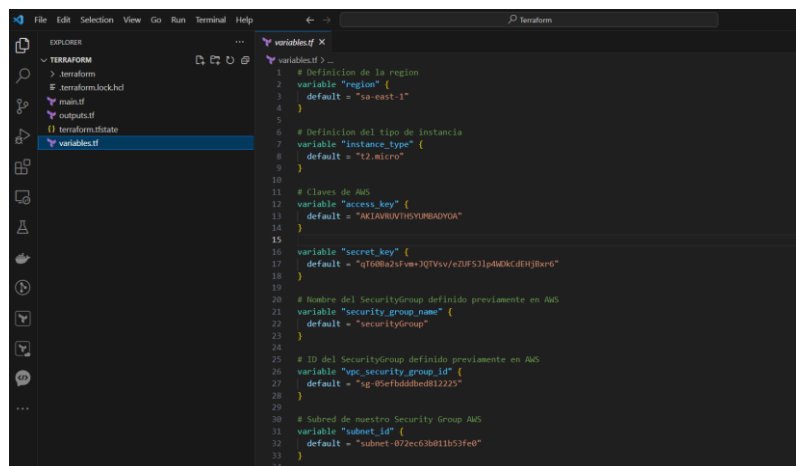 File Edit Selection View Go Run Terminal Help
Terraform
EXPLORER
TERRAFORM
.terraform
.terraform.lock.hcl
main.tf
outputs.tf
terraform.tfstate
variables.tf
variables.tf
variables.tf > ...
1 # Definicion de la region
2 variable "region" {
3 default = "sa-east-1"
4 }
5
6 # Definicion del tipo de instancia
7 variable "instance_type" {
8 default = "t2.micro"
9 }
10
11 # Claves de AWS
12 variable "access_key" {
13 default =
14 }
15
16 variable "secret_key" {
17 default =
18 }
19
20 # Nombre del SecurityGroup definido previamente en AWS
21 variable "security_group_name" {
22 default = "securityGroup"
23 }
24
25 # ID del SecurityGroup definido previamente en AWS
26 variable "vpc_security_group_id" {
27 default = "sg-05efbdddbed812225"
28 }
29
30 # Subred de nuestro Security Group AWS
31 variable "subnet_id" {
32 default = "subnet-072ec63b011b53fe0"
33 }